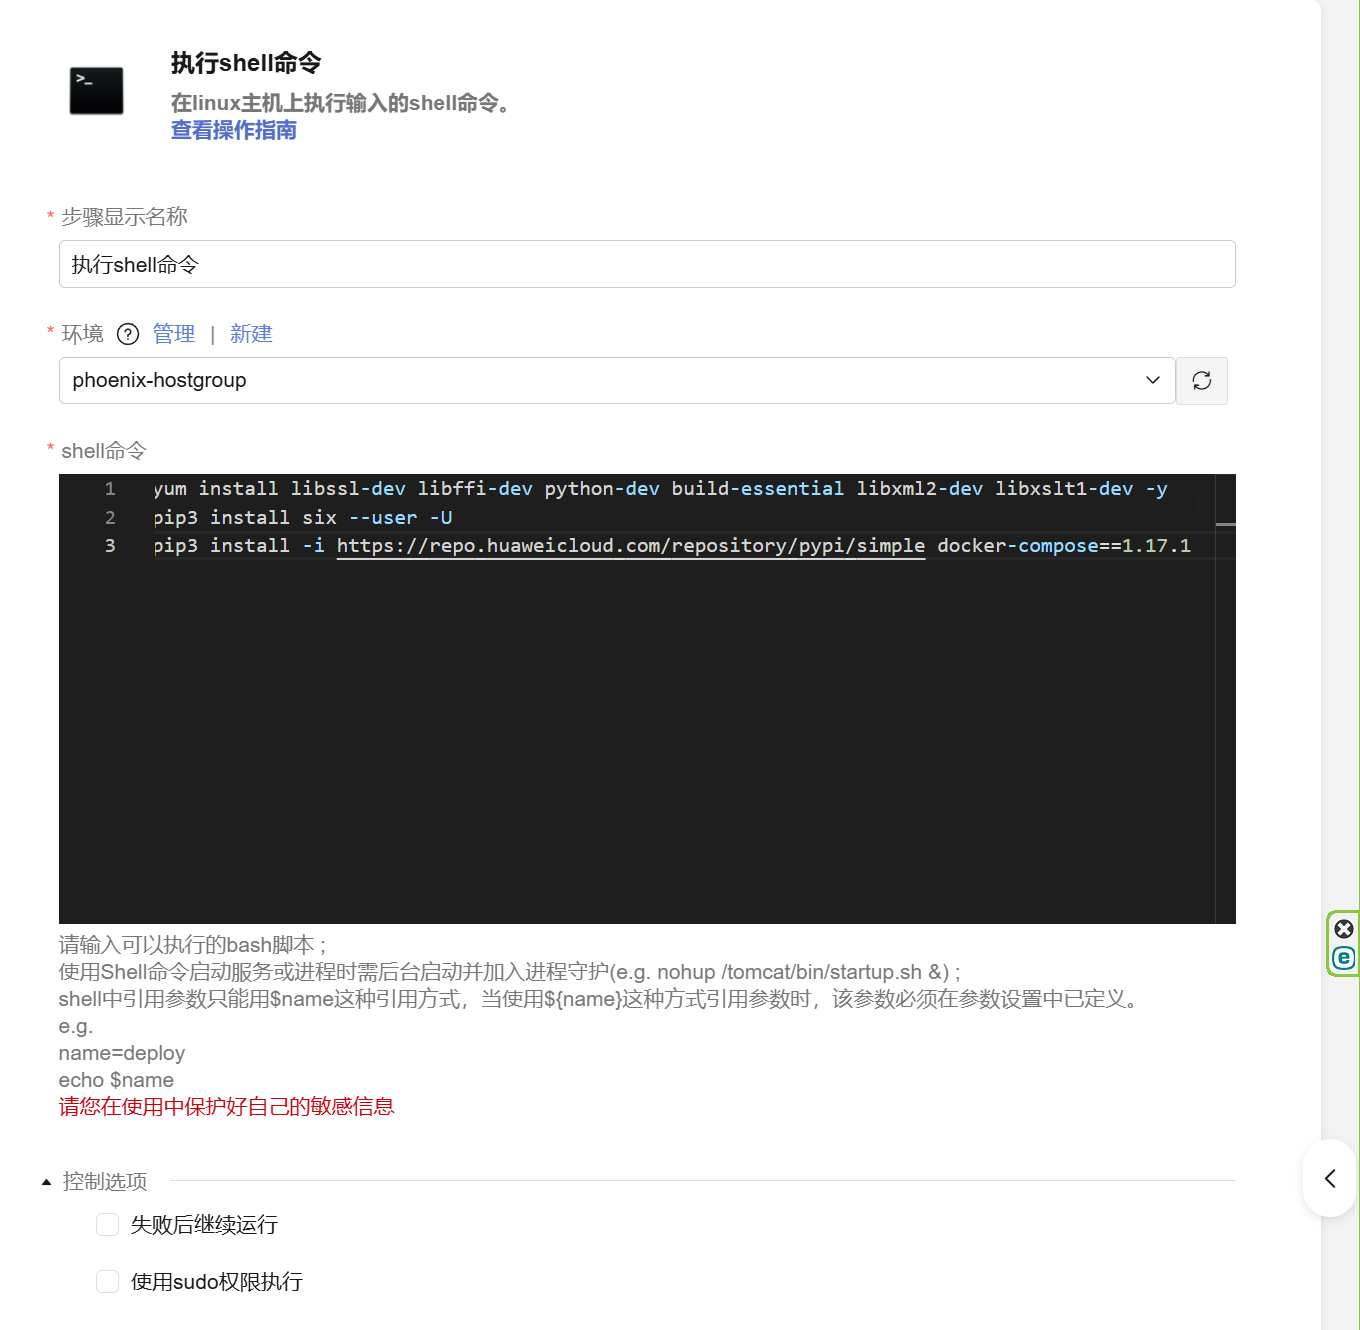 >_
执行shell命令
在linux主机上执行输入的shell命令。
查看操作指南
* 步骤显示名称
执行shell命令
* 环境 ? 管理 | 新建
phoenix-hostgroup
* shell命令
1 yum install libssl-dev libffi-dev python-dev build-essential libxml2-dev libxslt1-dev -y
2 pip3 install six --user -U
3 pip3 install -i https://repo.huaweicloud.com/repository/pypi/simple docker-compose==1.17.1
请输入可以执行的bash脚本 ;
使用Shell命令启动服务或进程时需后台启动并加入进程守护(e.g. nohup /tomcat/bin/startup.sh &) ;
shell中引用参数只能用$name这种引用方式，当使用${name}这种方式引用参数时，该参数必须在参数设置中已定义。
e.g.
name=deploy
echo $name
请您在使用中保护好自己的敏感信息
控制选项
失败后继续运行
使用sudo权限执行
e